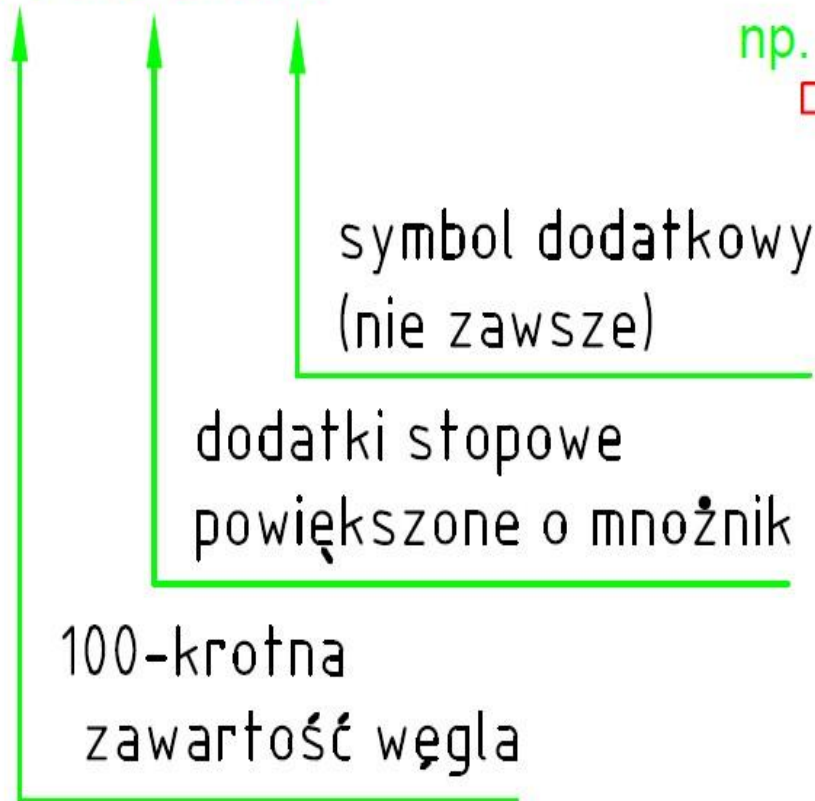 np.
symbol dodatkowy
(nie zawsze)
dodatki stopowe
powiększone o mnożnik
100-krotna
zawartość węgla